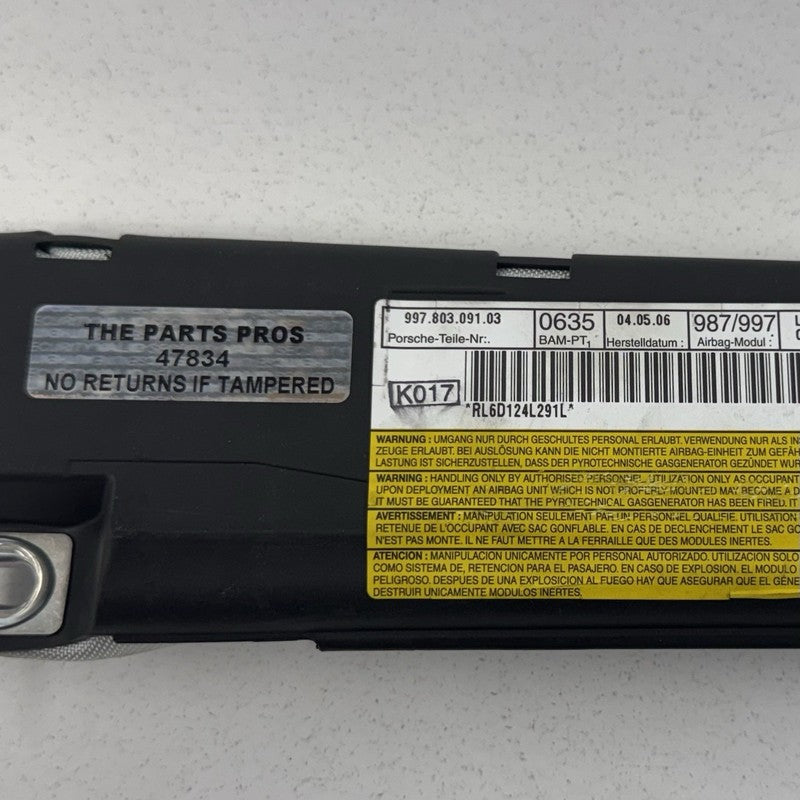 THE PARTS PROS
47834
NO RETURNS IF TAMPERED
997.803.091.03
Porsche-Teile-Nr:.
0635
BAM-PT1
04.05.06
Herstelldatum :
987/997
Airbag-Modul :
K017
*RL6D124L291L*
WARNUNG : UMGANG NUR DURCH GESCHULTES PERSONAL ERLAUBT. VERWENDUNG NUR ALS
ZEUGE ERLAUBT. BEI AUSLÖSUNG KANN DIE NICHT MONTIERTE AIRBAG-EINHEIT ZUM
LASTUNG IST SICHERZUSTELLEN, DASS DER PYROTECHNISCHE GASGENERATOR GEZÜNDET
WARNING : HANDLING ONLY BY AUTHORISED PERSONNEL, UTILISATION ONLY AS
UPON DEPLOYMENT AN AIRBAG UNIT WHICH IS NOT PROPERLY MOUNTED MAY BECOME A
IT MUST BE GUARANTEED THAT THE PYROTECHNICAL GASGENERATOR HAS BEEN FIRED.
AVERTISSEMENT : MANIPULATION SEULEMENT PAR UN PERSONNEL QUALIFIE. UTILISATION
RETENUE DE L'OCCUPANT AVEC SAC GONFLABLE. EN CAS DE DECLENCHEMENT LE SAC
N'EST PAS MONTE. IL NE FAUT METTRE A LA FERRAILLE QUE DES MODULES INERTES.
ATENCION : MANIPULACION UNICAMENTE POR PERSONAL AUTORIZADO. UTILIZACION SOLO
COMO SISTEMA DE, RETENCION PARA EL PASAJERO. EN CASO DE EXPLOSION. EL MODULO
PELIGROSO. DESPUES DE UNA EXPLOSION AL FUEGO HAY QUE ASEGURAR QUE EL
DESTRUIR UNICAMENTE MODULOS INERTES.